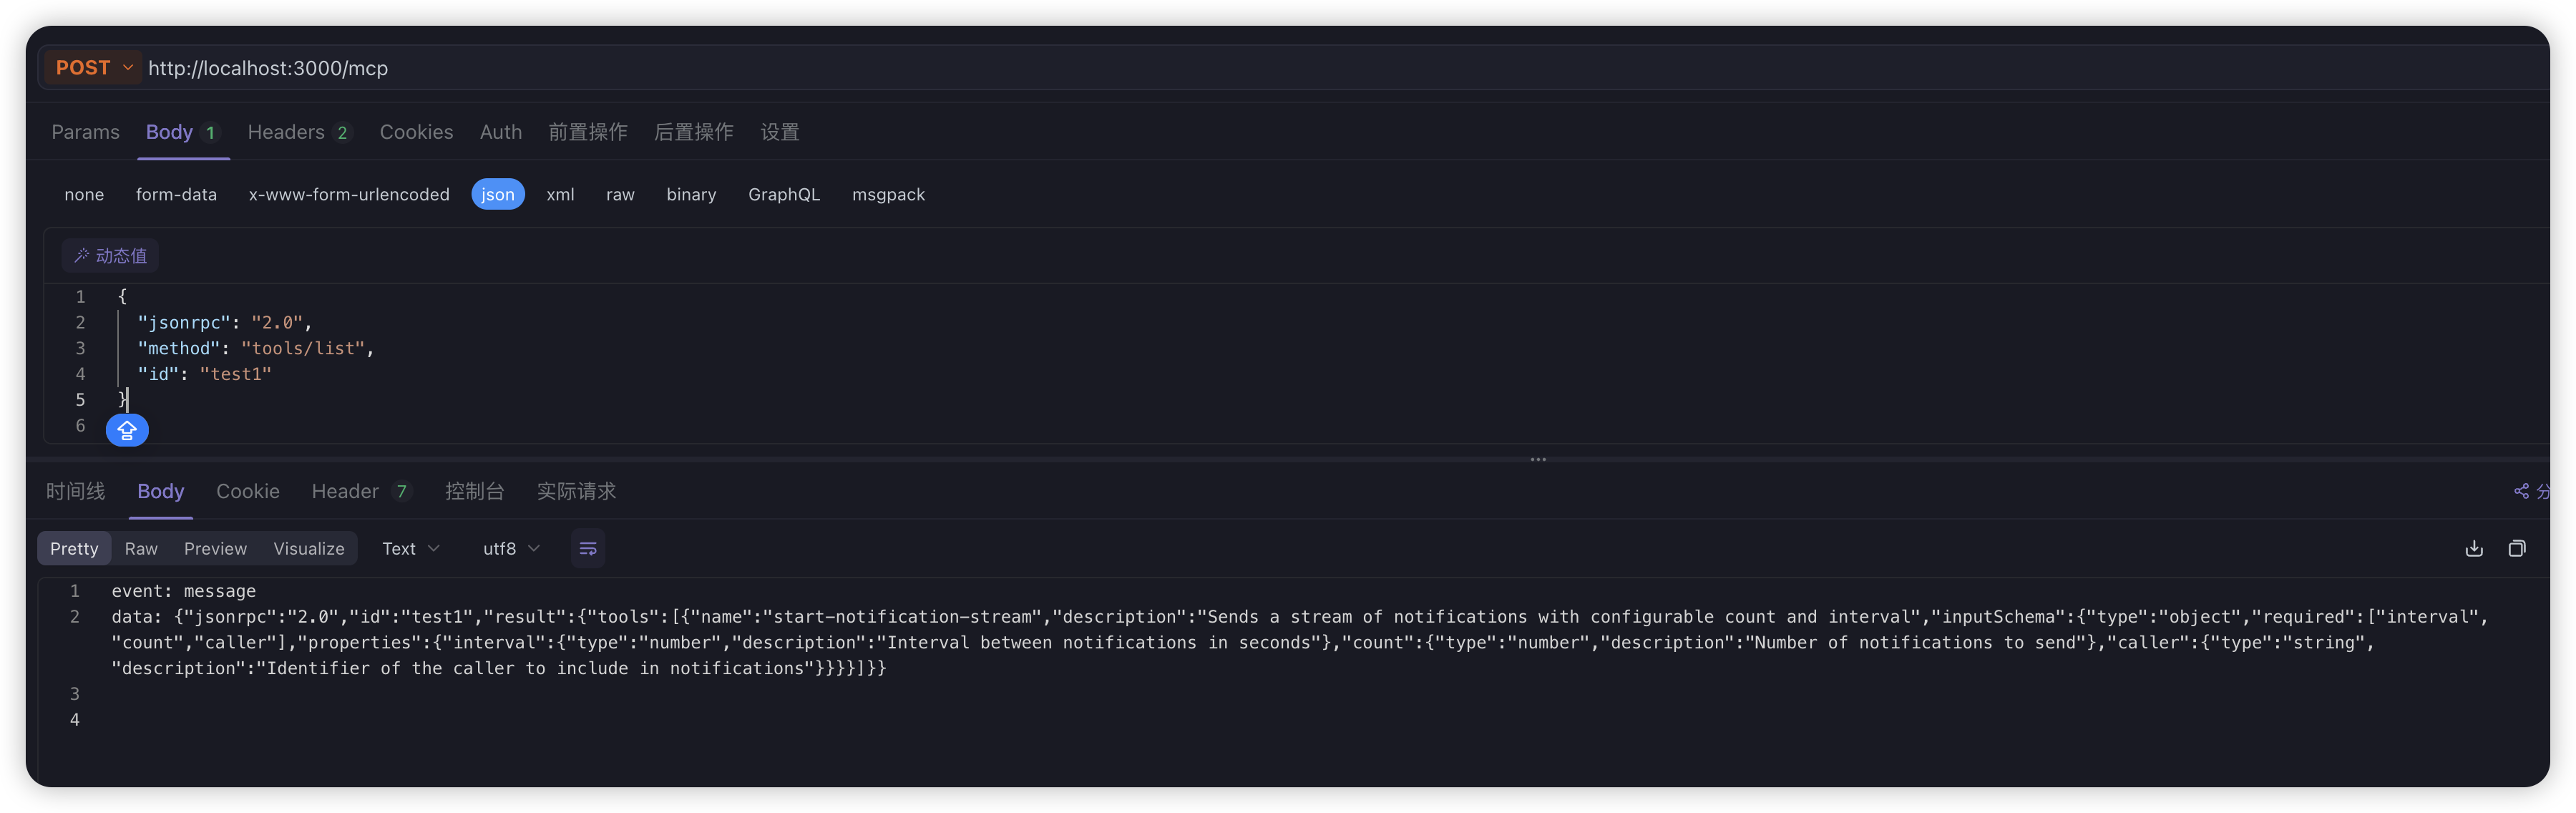 POST http://localhost:3000/mcp
Params Body 1 Headers 2 Cookies Auth 前置操作 后置操作 设置
none form-data x-www-form-urlencoded json xml raw binary GraphQL msgpack
动态值
1 {
2 "jsonrpc": "2.0",
3 "method": "tools/list",
4 "id": "test1"
5 }
6
时间线 Body Cookie Header 7 控制台 实际请求 分
Pretty Raw Preview Visualize Text utf8
1 event: message
2 data: {"jsonrpc":"2.0","id":"test1","result":{"tools":[{"name":"start-notification-stream","description":"Sends a stream of notifications with configurable count and interval","inputSchema":{"type":"object","required":["interval",
"count","caller"],"properties":{"interval":{"type":"number","description":"Interval between notifications in seconds"},"count":{"type":"number","description":"Number of notifications to send"},"caller":{"type":"string",
"description":"Identifier of the caller to include in notifications"}}}}]}}
3
4